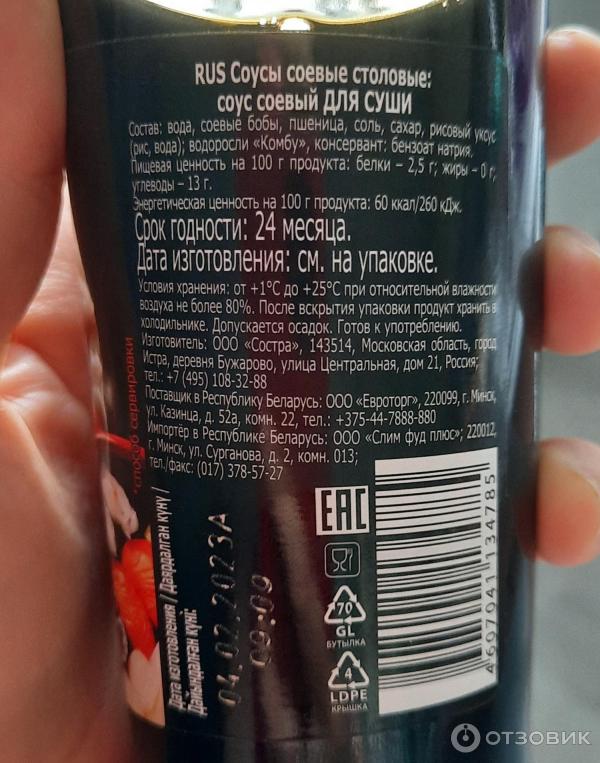 RUS Соусы соевые столовые:
соус соевый ДЛЯ СУШИ
Состав: вода, соевые бобы, пшеница, соль, сахар, рисовый уксус
(рис, вода); водоросли «Комбу», консервант: бензоат натрия.
Пищевая ценность на 100 г продукта: белки – 2,5 г; жиры – 0 г;
углеводы – 13 г.
Энергетическая ценность на 100 г продукта: 60 ккал/260 кДж.
Срок годности: 24 месяца.
Дата изготовления: см. на упаковке.
Условия хранения: от +1°C до +25°C при относительной влажности
воздуха не более 80%. После вскрытия упаковки продукт хранить в
холодильнике. Допускается осадок. Готов к употреблению.
Изготовитель: ООО «Состра», 143514, Московская область, город
Истра, деревня Бужарово, улица Центральная, дом 21, Россия;
тел.: +7 (495) 108-32-88
Поставщик в Республику Беларусь: ООО «Евроторг», 220099, г. Минск,
ул. Казинца, д. 52а, ком. 22, тел.: +375-44-7888-880
Импортёр в Республике Беларусь: ООО «Слим фуд плюс»; 220012,
г. Минск, ул. Сурганова, д. 2, ком. 013;
тел./факс: (017) 378-57-27
*способ сервировки
Дата изготовления / Даярдалган күнү /
Дайындалған күні:
04.02.2023А
09:09
EAC
70
GL
БУТЫЛКА
4
LDPE
КРЫШКА
4697041134785
ОТЗОВИК